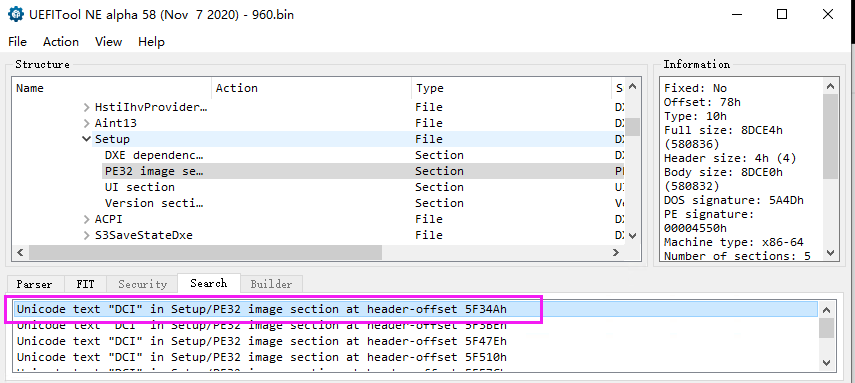 UEFITool NE alpha 58 (Nov 7 2020) - 960.bin
File Action View Help
Structure
Name Action Type S
HstiIhvProvider... File D
Aint13 File D
Setup File D
DXE dependenc... Section D
PE32 image se... Section P
UI section Section U
Version secti... Section V
ACPI File D
S3SaveStateDxe File D
Information
Fixed: No
Offset: 78h
Type: 10h
Full size: 8DCE4h
(580836)
Header size: 4h (4)
Body size: 8DCE0h
(580832)
DOS signature: 5A4Dh
PE signature:
00004550h
Machine type: x86-64
Number of sections: 5
Parser FIT Security Search Builder
Unicode text "DCI" in Setup/PE32 image section at header-offset 5F34Ah
Unicode text "DCI" in Setup/PE32 image section at header-offset
Unicode text "DCI" in Setup/PE32 image section at header-offset 5F47Eh
Unicode text "DCI" in Setup/PE32 image section at header-offset 5F510h